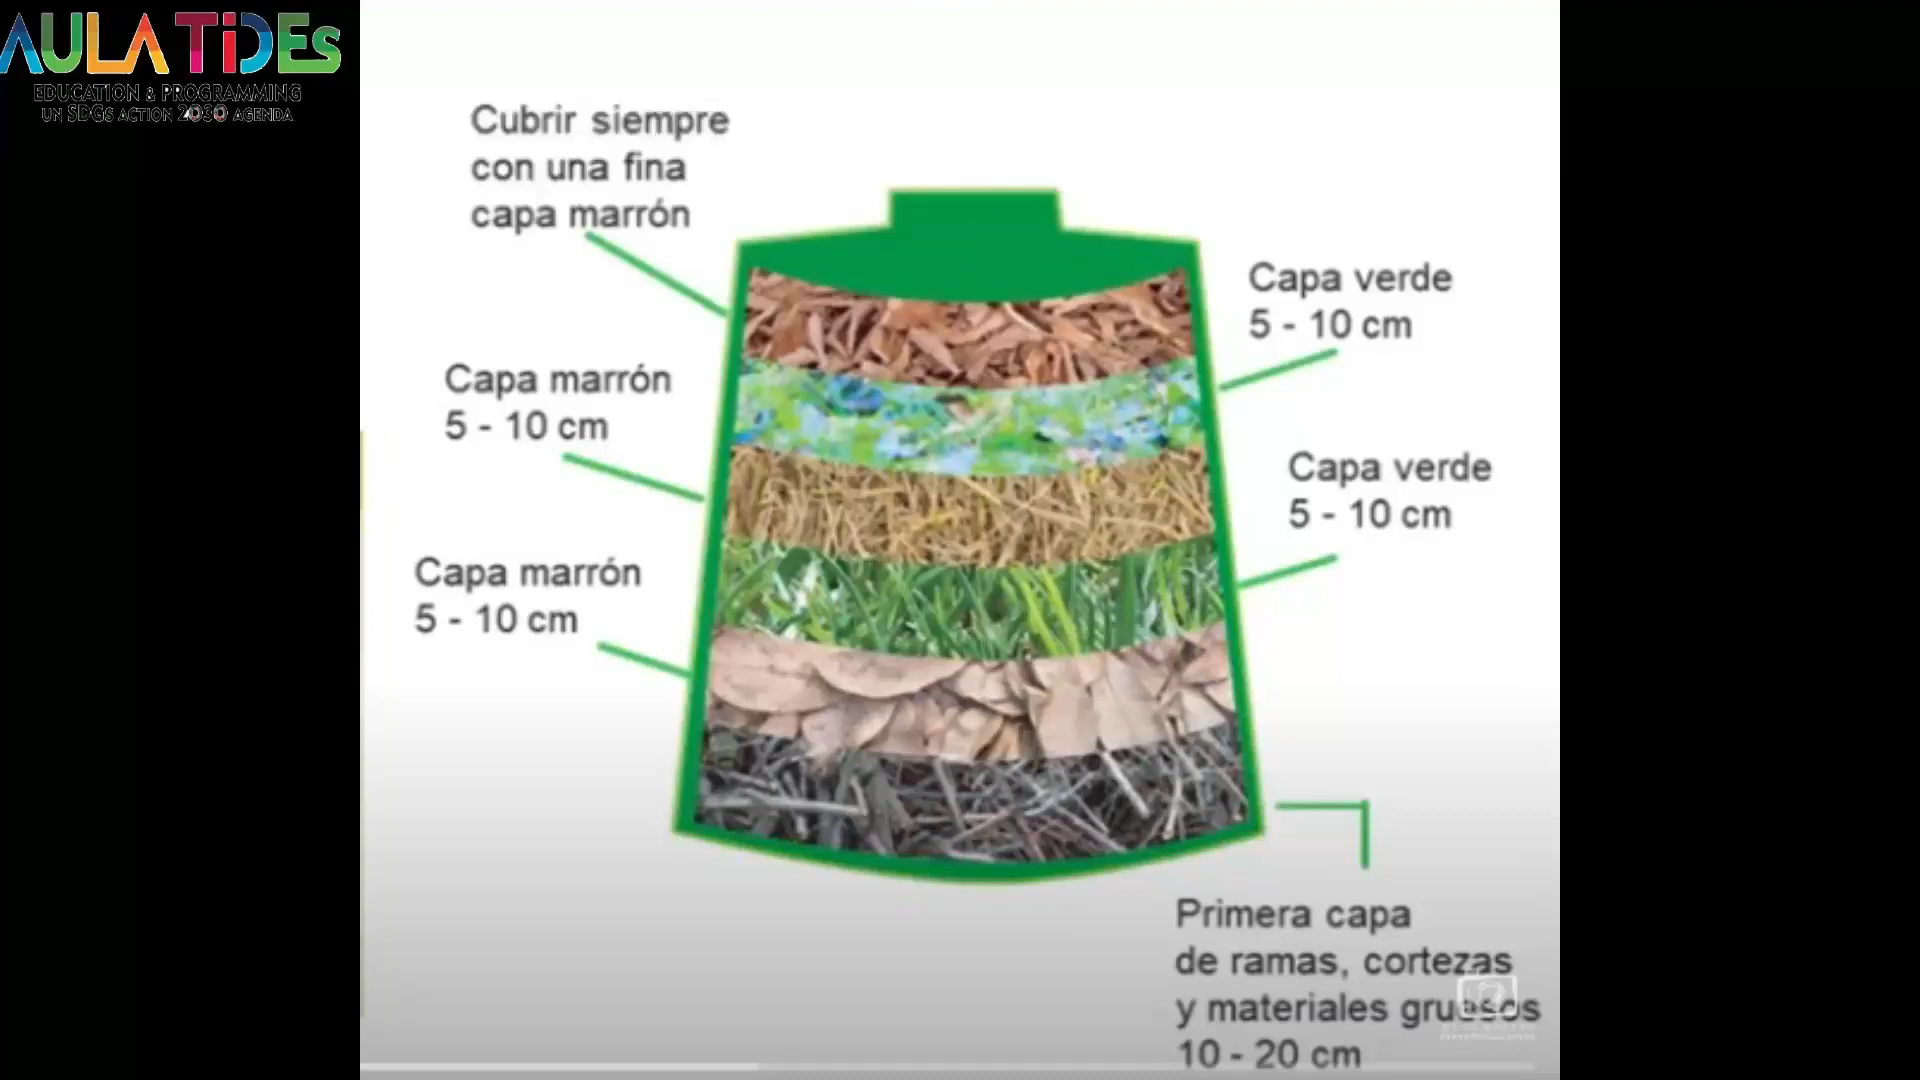 AULA TiDEs
EDUCATION & PROGRAMMING
UN SDGs ACTION 2030 AGENDA
Cubrir siempre
con una fina
capa marrón
Capa verde
5 - 10 cm
Capa marrón
5 - 10 cm
Capa verde
5 - 10 cm
Capa marrón
5 - 10 cm
Primera capa
de ramas, cortezas
y materiales gruesos
10 - 20 cm